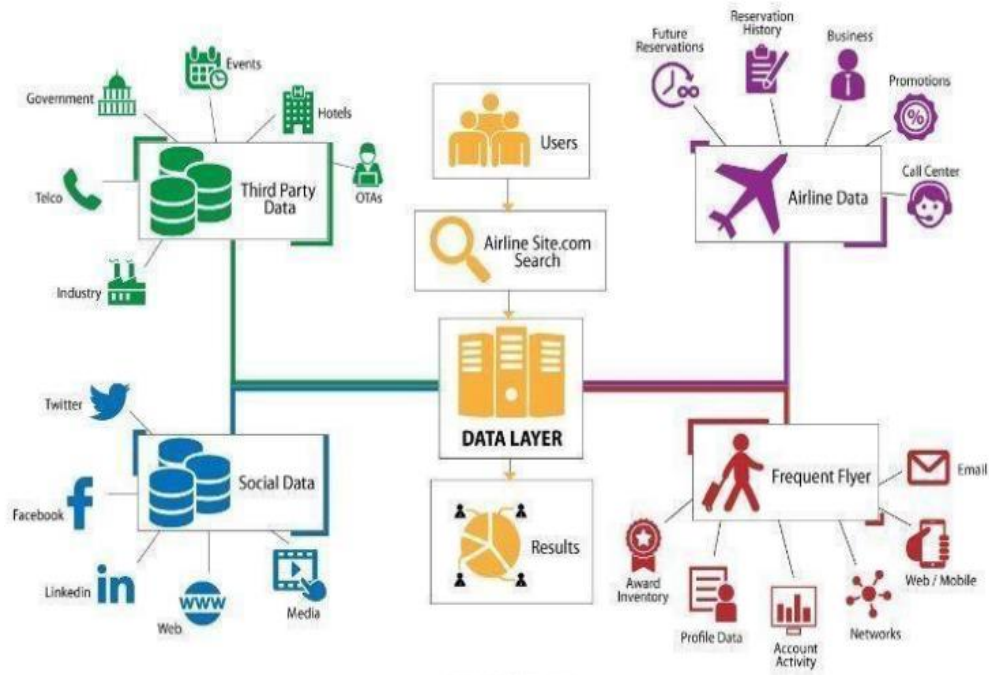 Events
Government
Hotels
Telco
Third Party
Data
OTAs
Industry
Users
Airline Site.com
Search
DATA LAYER
Results
Reservation
History
Future
Reservations
Business
Promotions
%
Airline Data
Call Center
Twitter
Facebook
f
Social Data
Linkedin
in
WWW
Web
Media
Frequent Flyer
Email
Web / Mobile
Networks
Account
Activity
Profile Data
Award
Inventory